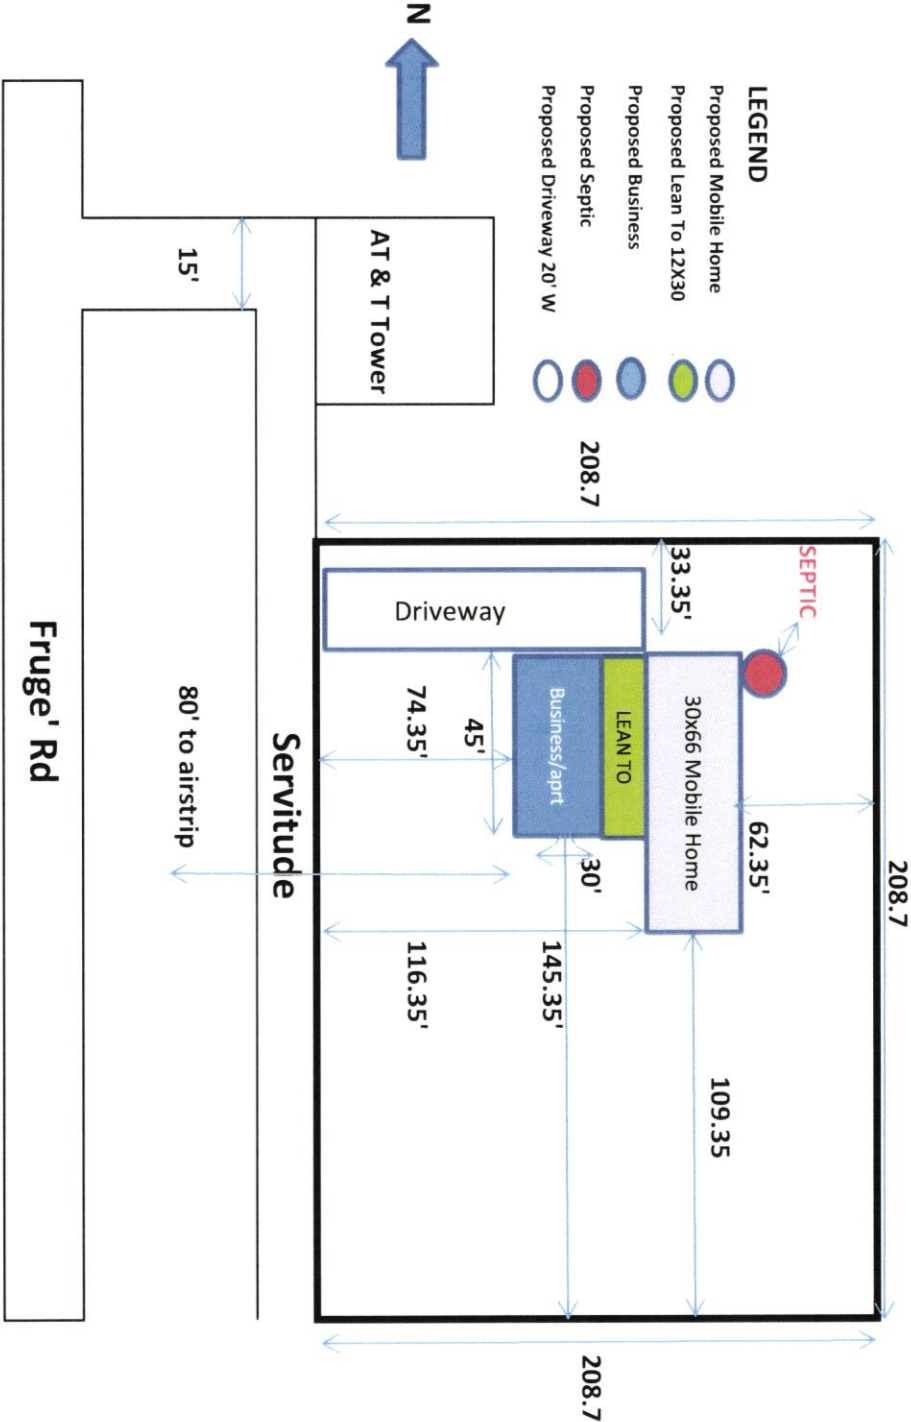 N
LEGEND
Proposed Mobile Home
Proposed Lean To 12X30
Proposed Business
Proposed Septic
Proposed Driveway 20' W
AT & T Tower
15'
208.7
208.7
208.7
SEPTIC
33.35'
Driveway
30x66 Mobile Home
LEAN TO
Business/aprt
62.35'
45'
74.35'
30'
145.35'
116.35'
109.35
Servitude
80' to airstrip
Fruge' Rd